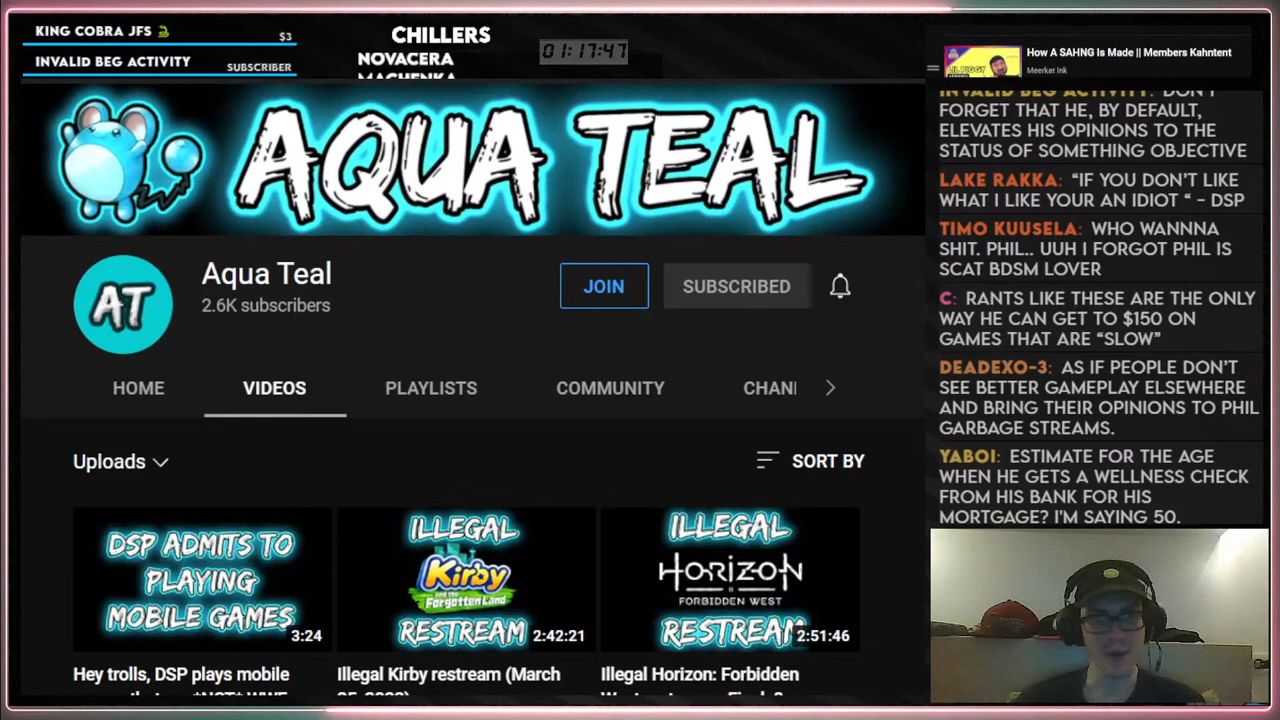 KING COBRA JFS
$3
INVALID BEG ACTIVITY
SUBSCRIBER
CHILLERS
NOVACERA
MACHENKA
01:17:47
How A SAHNG Is Made || Members Kahntent
Meerkat Ink
AQUA TEAL
AT
Aqua Teal
2.6K subscribers
JOIN
SUBSCRIBED
HOME
VIDEOS
PLAYLISTS
COMMUNITY
CHANI
Uploads
SORT BY
DSP ADMITS TO
PLAYING
MOBILE GAMES
3:24
ILLEGAL
Kirby
and the
Forgotten Land
RESTREAM
2:42:21
ILLEGAL
HORIZON
FORBIDDEN WEST
RESTREAM
2:51:46
Hey trolls, DSP plays mobile
Illegal Kirby restream (March
Illegal Horizon: Forbidden
INVALID BEG ACTIVITY: DON'T
FORGET THAT HE, BY DEFAULT,
ELEVATES HIS OPINIONS TO THE
STATUS OF SOMETHING OBJECTIVE
LAKE RAKKA: “IF YOU DON'T LIKE
WHAT I LIKE YOUR AN IDIOT “ - DSP
TIMO KUUSELA: WHO WANNNA
SHIT. PHIL.. UUH I FORGOT PHIL IS
SCAT BDSM LOVER
C: RANTS LIKE THESE ARE THE ONLY
WAY HE CAN GET TO $150 ON
GAMES THAT ARE “SLOW”
DEADEXO-3: AS IF PEOPLE DON'T
SEE BETTER GAMEPLAY ELSEWHERE
AND BRING THEIR OPINIONS TO PHIL
GARBAGE STREAMS.
YABOI: ESTIMATE FOR THE AGE
WHEN HE GETS A WELLNESS CHECK
FROM HIS BANK FOR HIS
MORTGAGE? I'M SAYING 50.